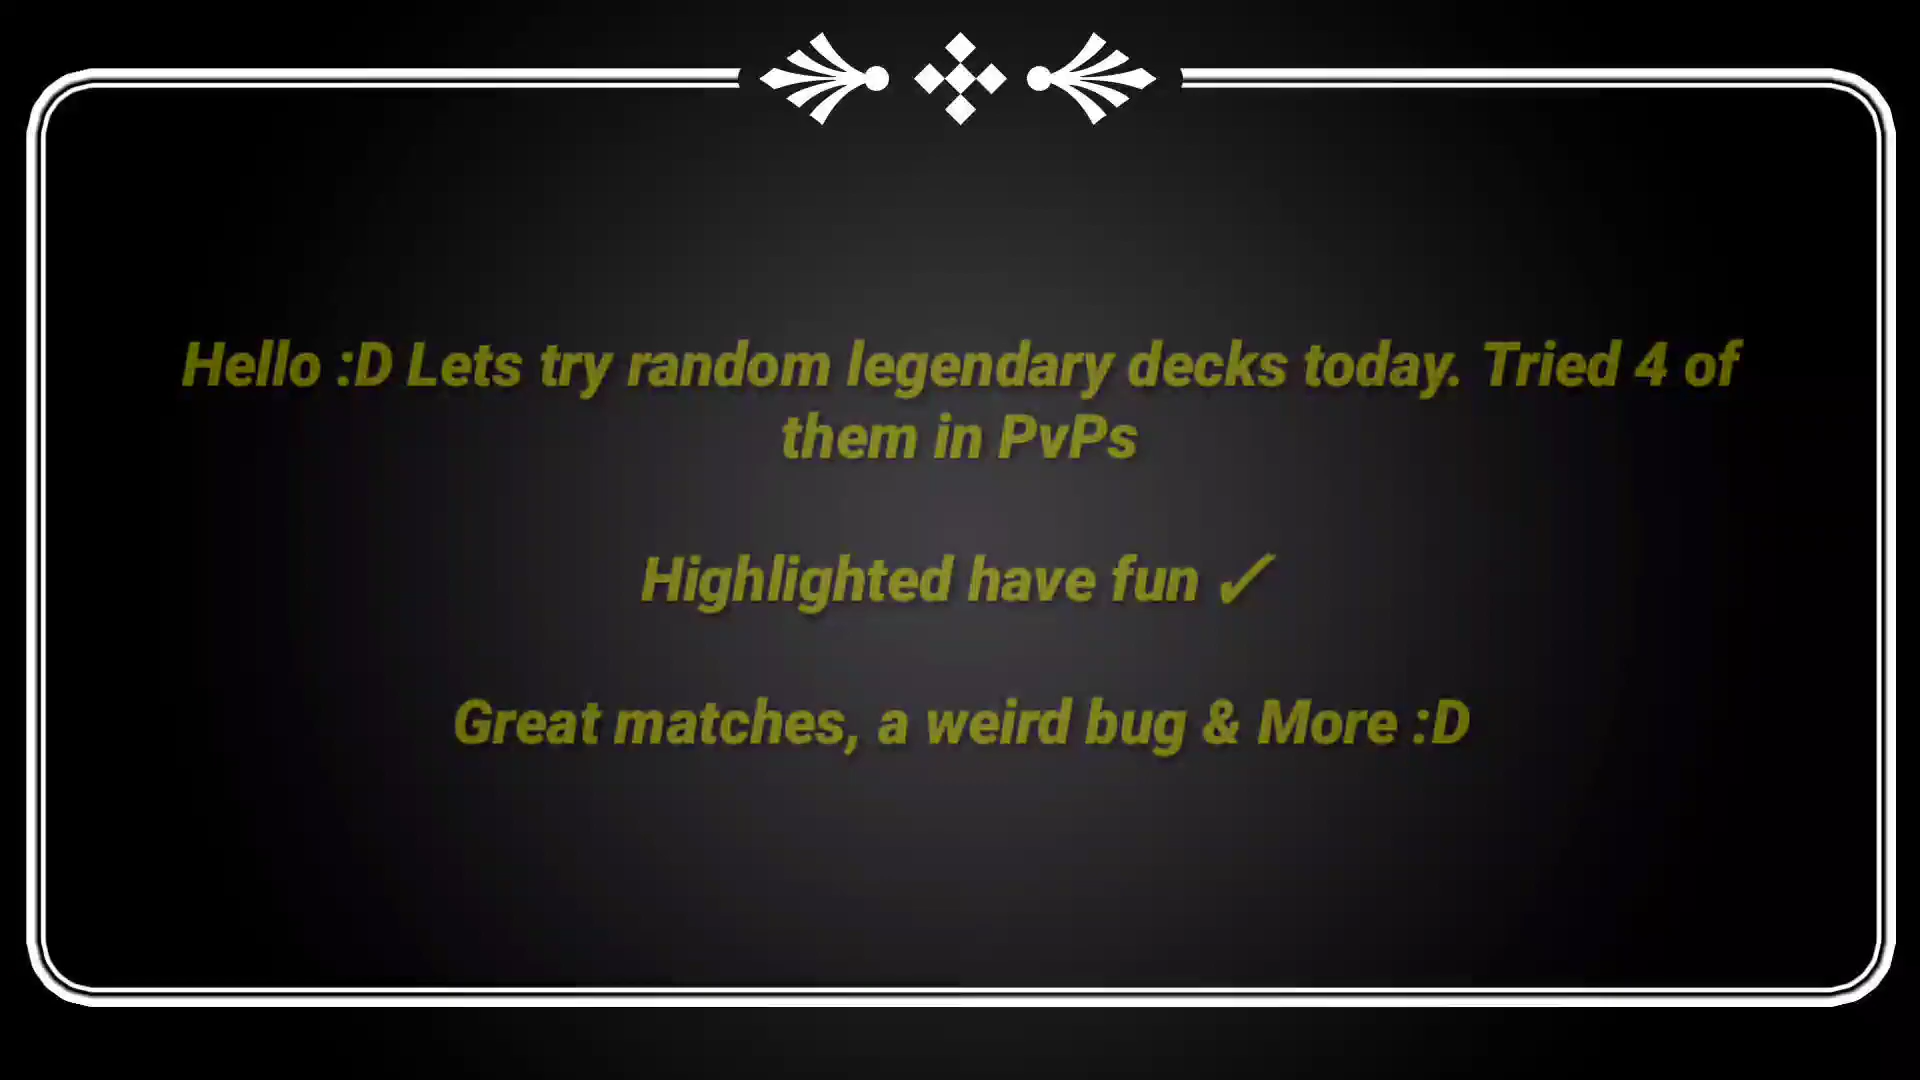 Hello :D Lets try random legendary decks today. Tried 4 of
them in PvPs
Highlighted have fun ✓
Great matches, a weird bug & More :D